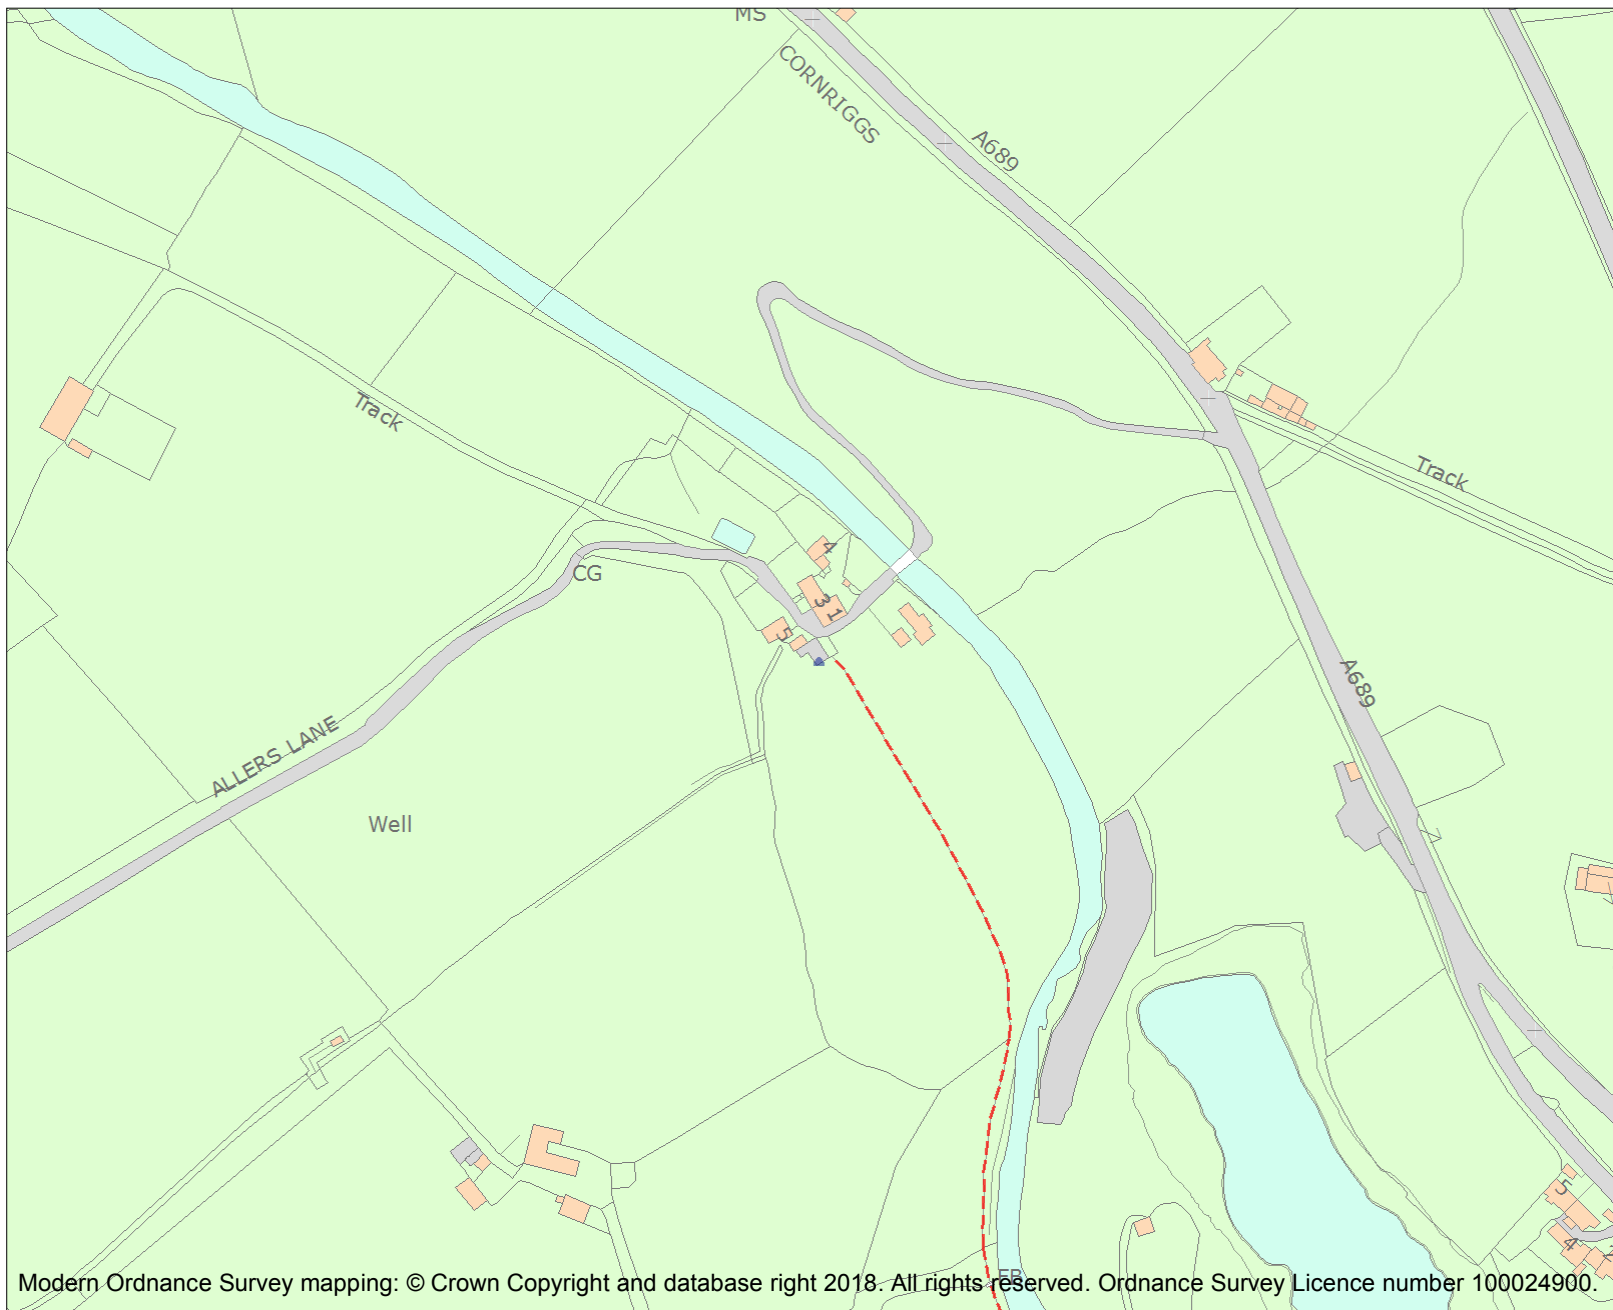 MS
CORNRIGGS
A689
Track
Track
4
CG
3 1
5
A689
ALLERS LANE
Well
5
4
FB
Modern Ordnance Survey mapping: © Crown Copyright and database right 2018. All rights reserved. Ordnance Survey Licence number 100024900.